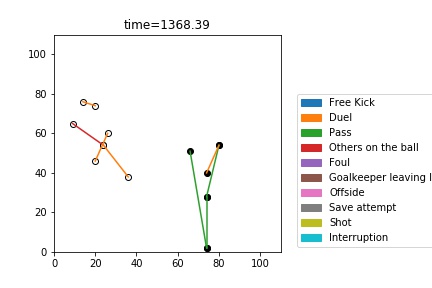 time=1368.39
100
80
60
40
20
0
0 20 40 60 80 100
Free Kick
Duel
Pass
Others on the ball
Foul
Goalkeeper leaving l
Offside
Save attempt
Shot
Interruption